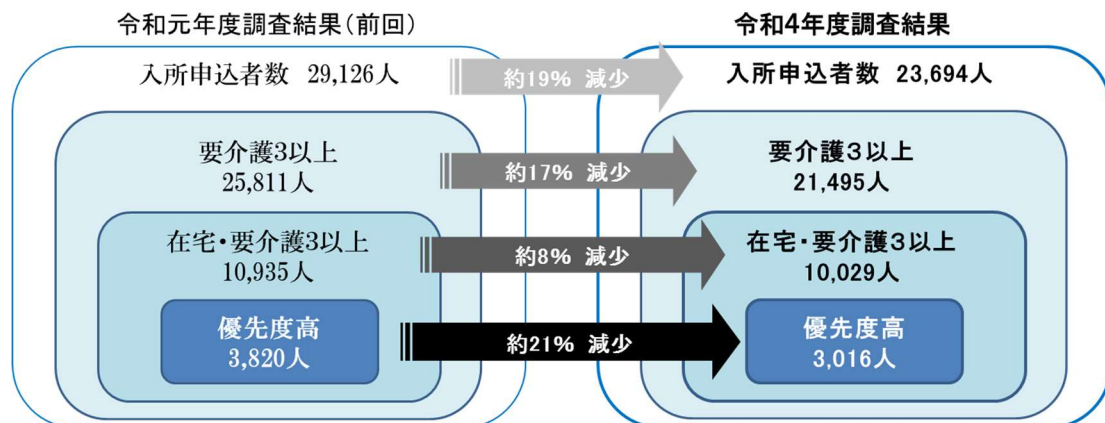 令和元年度調査結果(前回)
入所申込者数 29,126人
要介護3以上
25,811人
在宅・要介護3以上
10,935人
優先度高
3,820人
約19% 減少
約17% 減少
約8% 減少
約21% 減少
令和4年度調査結果
入所申込者数 23,694人
要介護3以上
21,495人
在宅・要介護3以上
10,029人
優先度高
3,016人